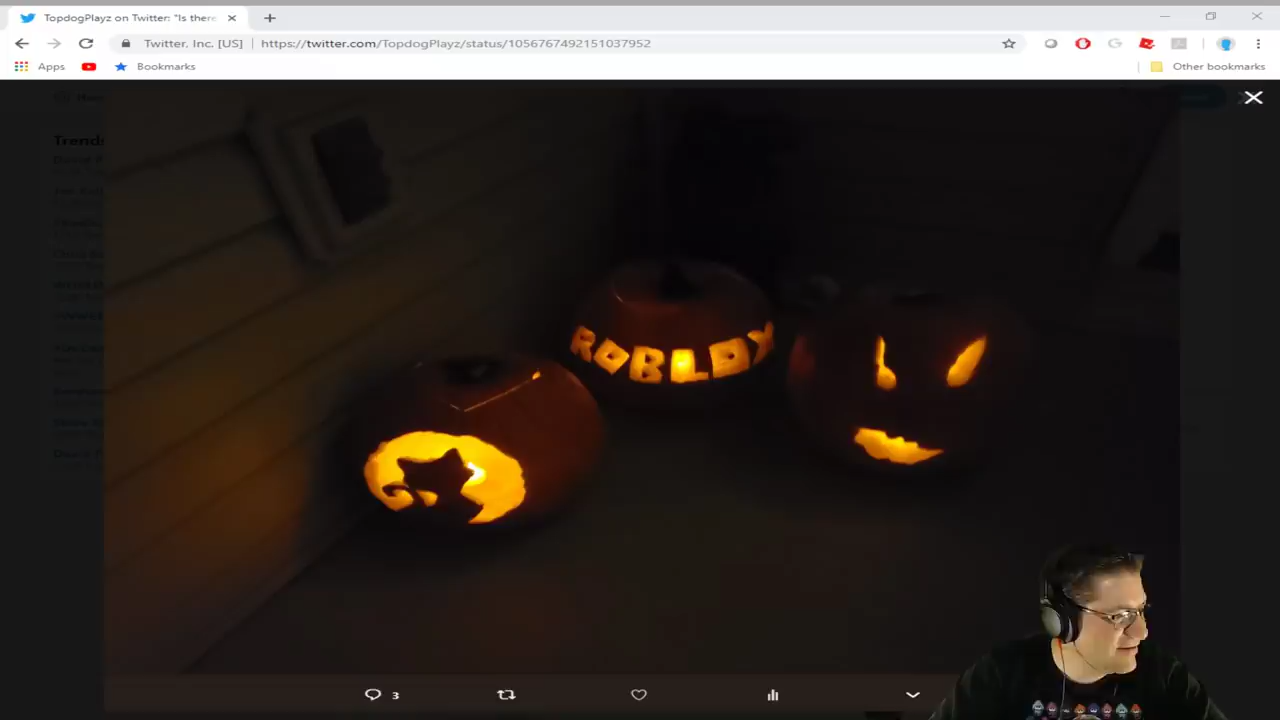 TopdogPlayz on Twitter: "Is there
Twitter, Inc. [US]
https://twitter.com/TopdogPlayz/status/1056767492151037952
Apps
Bookmarks
Other bookmarks
Trends
ROBLOX
3